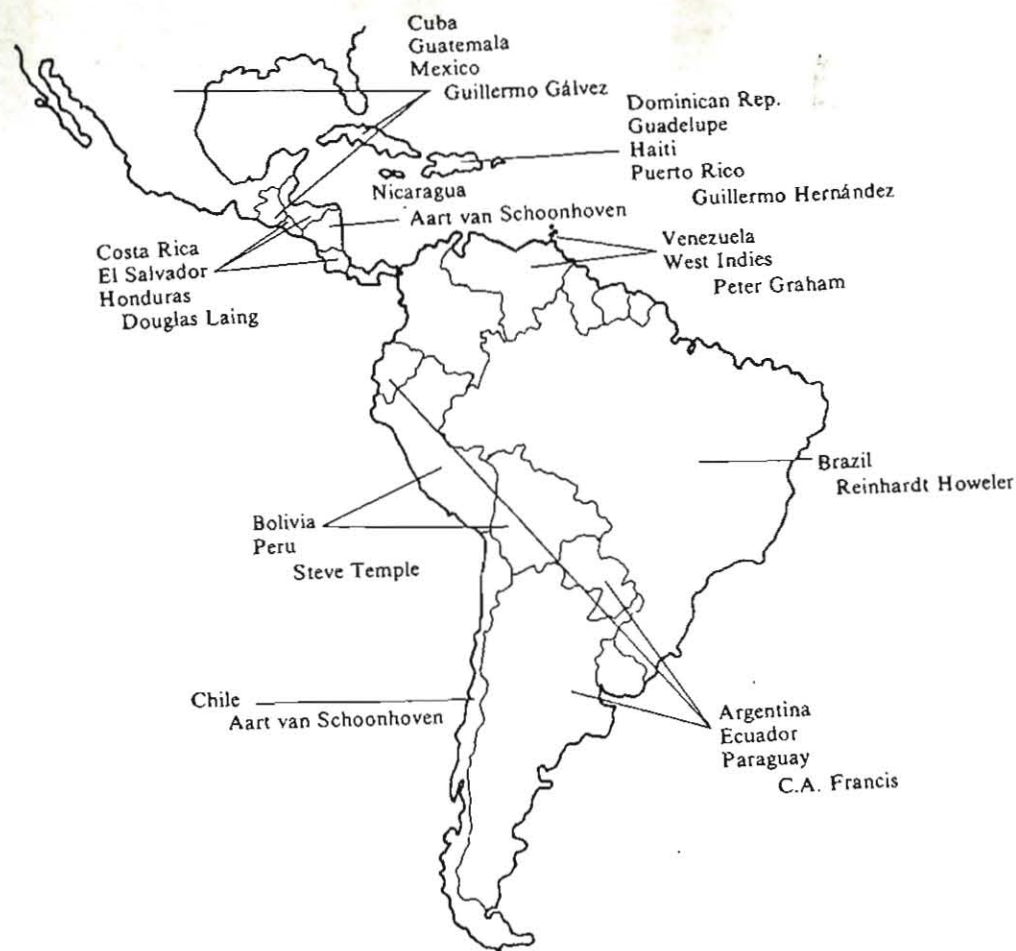 Cuba
Guatemala
Mexico
Guillermo Gálvez
Dominican Rep.
Guadelupe
Haiti
Puerto Rico
Guillermo Hernández
Nicaragua
Aart van Schoonhoven
Costa Rica
El Salvador
Honduras
Douglas Laing
Venezuela
West Indies
Peter Graham
Brazil
Reinhardt Howeler
Bolivia
Peru
Steve Temple
Chile
Aart van Schoonhoven
Argentina
Ecuador
Paraguay
C.A. Francis